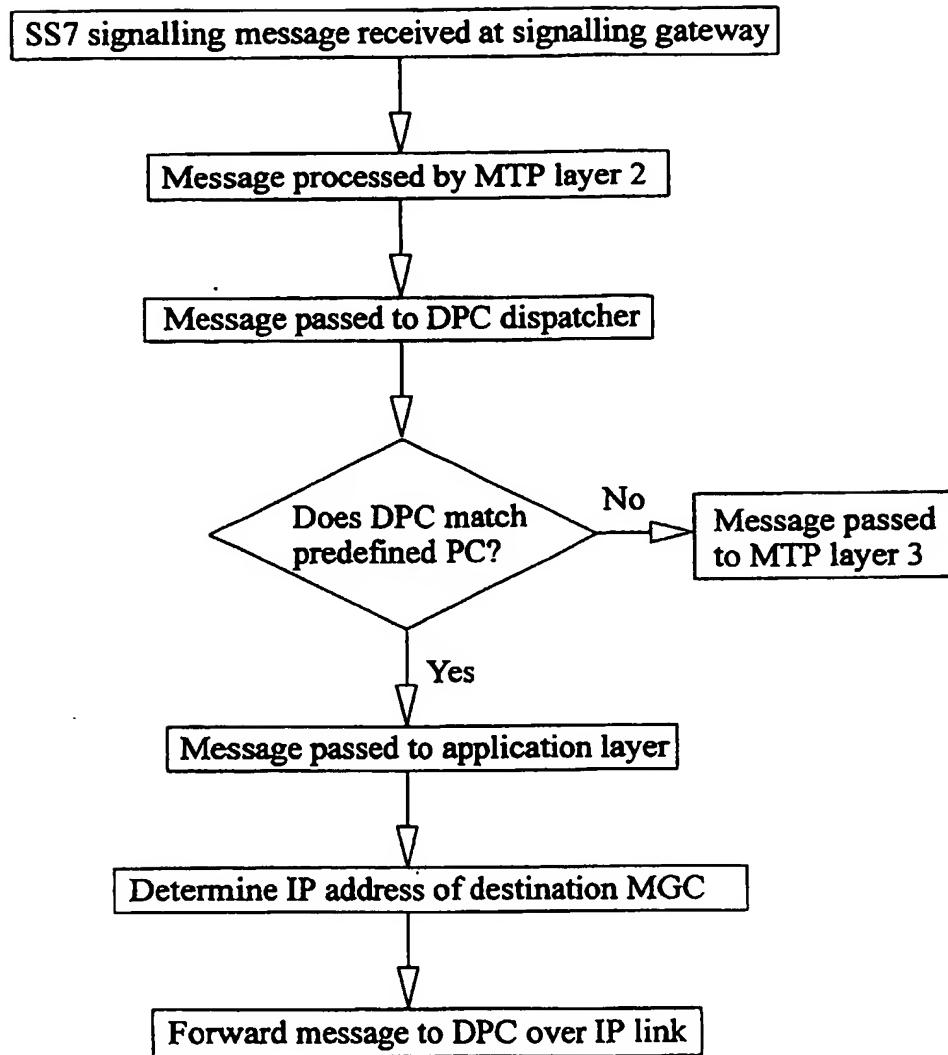 SS7 signalling message received at signalling gateway
Message processed by MTP layer 2
Message passed to DPC dispatcher
Does DPC match
predefined PC?
No
Message passed
to MTP layer 3
Yes
Message passed to application layer
Determine IP address of destination MGC
Forward message to DPC over IP link